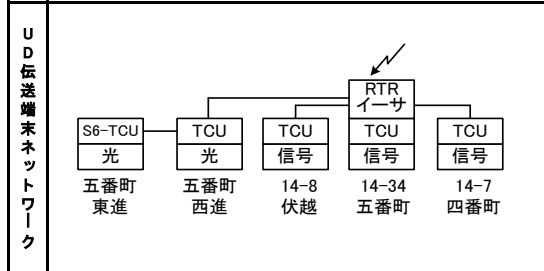 UD伝送端末ネットワーク
RTR
イーサ
S6-TCU TCU TCU TCU TCU
光 光 信号 信号 信号
五番町 五番町 14-8 14-34 14-7
東進 西進 伏越 五番町 四番町